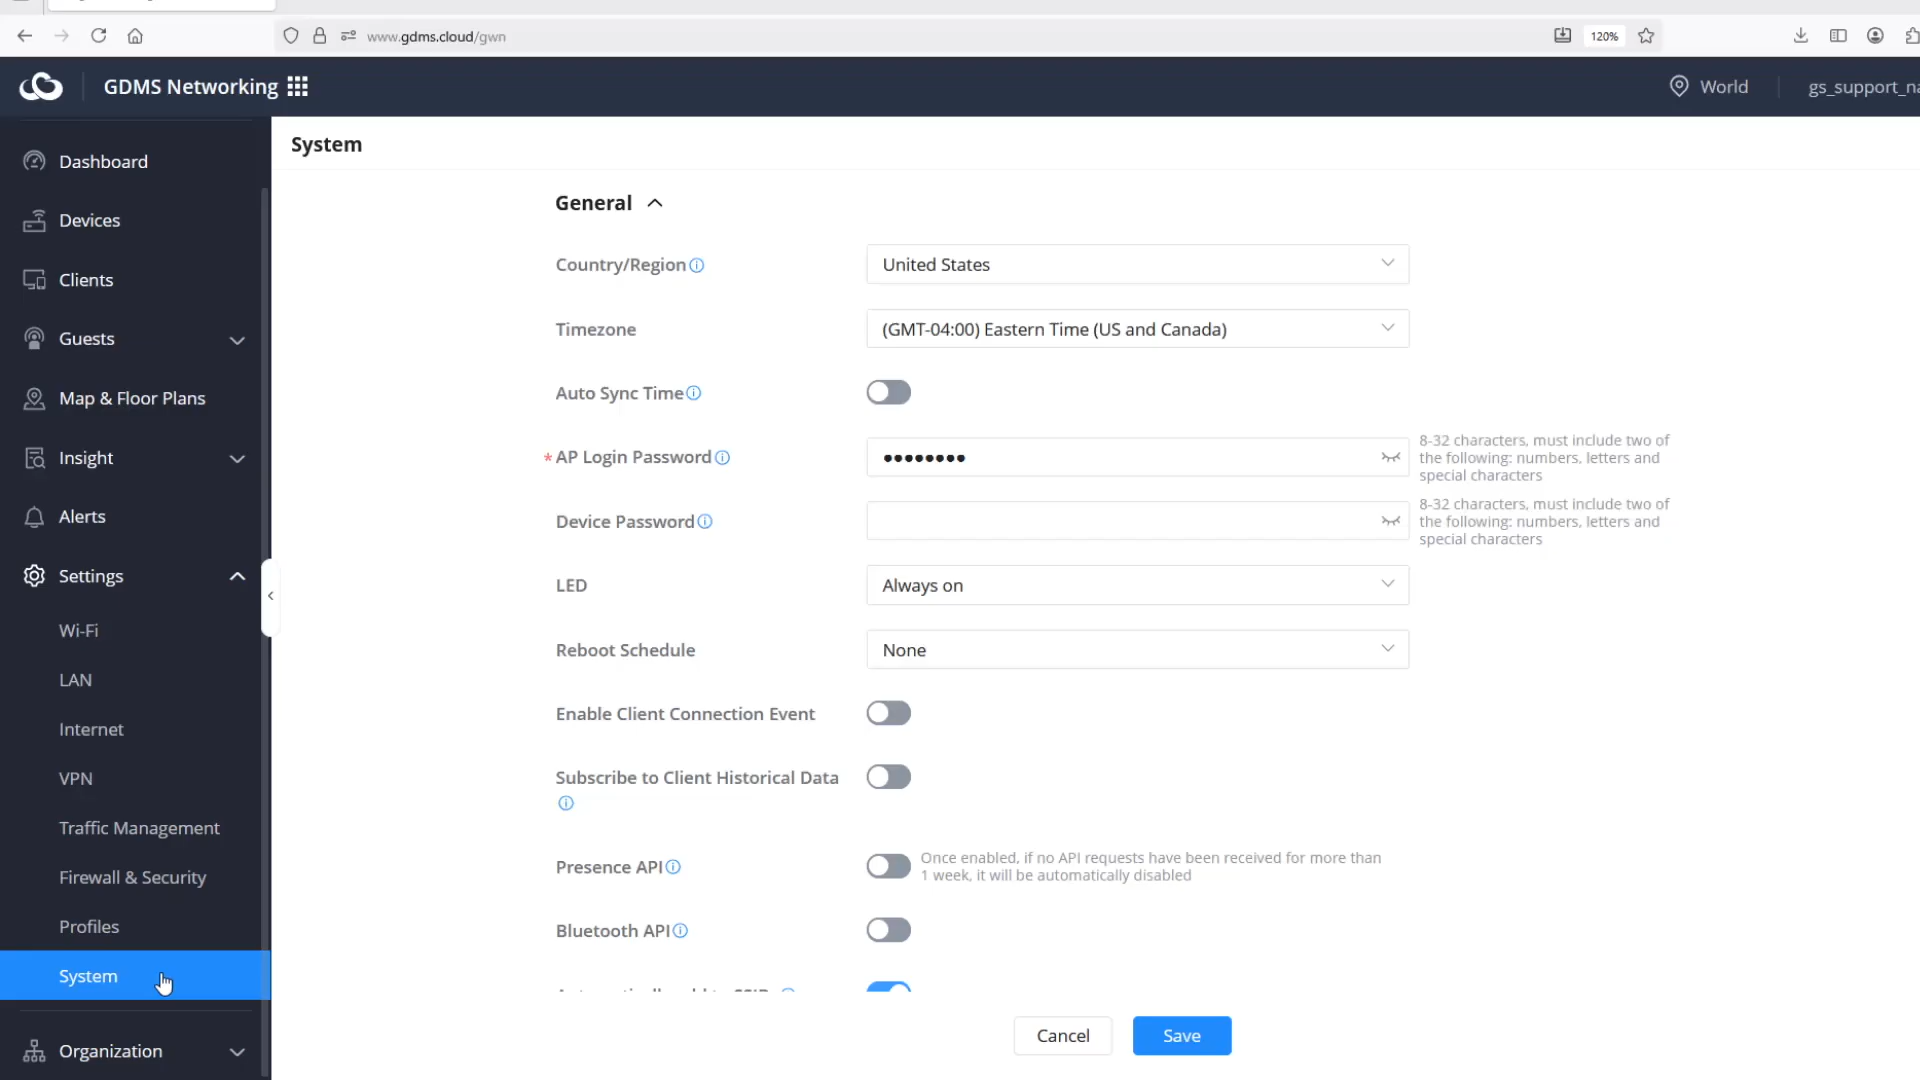 www.gdms.cloud/gwn
120%
GDMS Networking
World
gs_support_na
Dashboard
Devices
Clients
Guests
Map & Floor Plans
Insight
Alerts
Settings
Wi-Fi
LAN
Internet
VPN
Traffic Management
Firewall & Security
Profiles
System
Organization
System
General
Country/Region
United States
Timezone
(GMT-04:00) Eastern Time (US and Canada)
Auto Sync Time
* AP Login Password
••••••••
8-32 characters, must include two of
the following: numbers, letters and
special characters
Device Password
8-32 characters, must include two of
the following: numbers, letters and
special characters
LED
Always on
Reboot Schedule
None
Enable Client Connection Event
Subscribe to Client Historical Data
Presence API
Once enabled, if no API requests have been received for more than
1 week, it will be automatically disabled
Bluetooth API
Cancel
Save